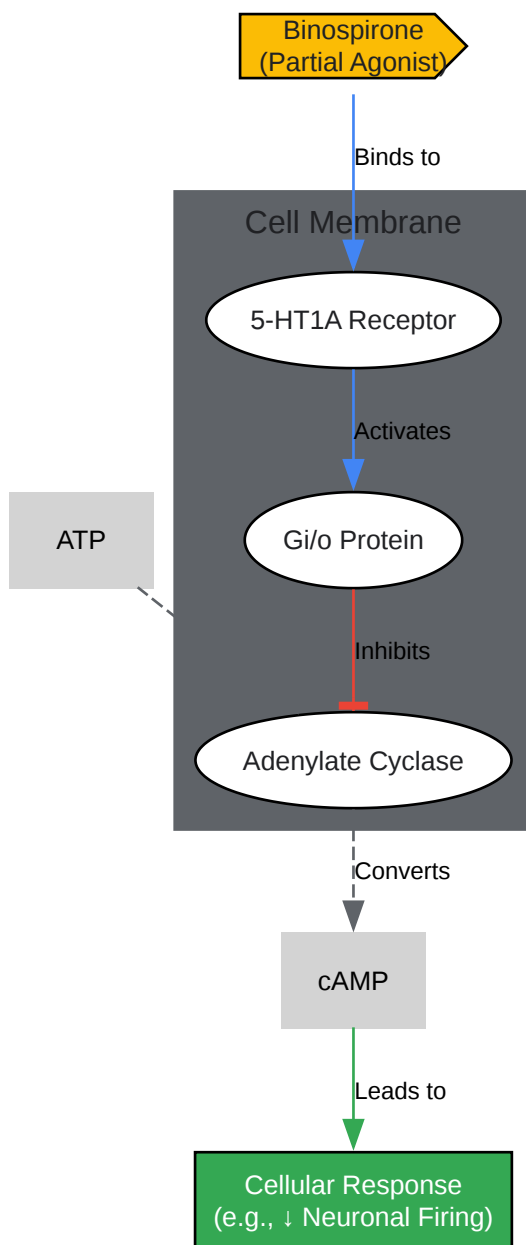 Binospirone
(Partial Agonist)
Binds to
Cell Membrane
5-HT1A Receptor
Activates
ATP
Gi/o Protein
Inhibits
Adenylate Cyclase
Converts
cAMP
Leads to
Cellular Response
(e.g., ↓ Neuronal Firing)